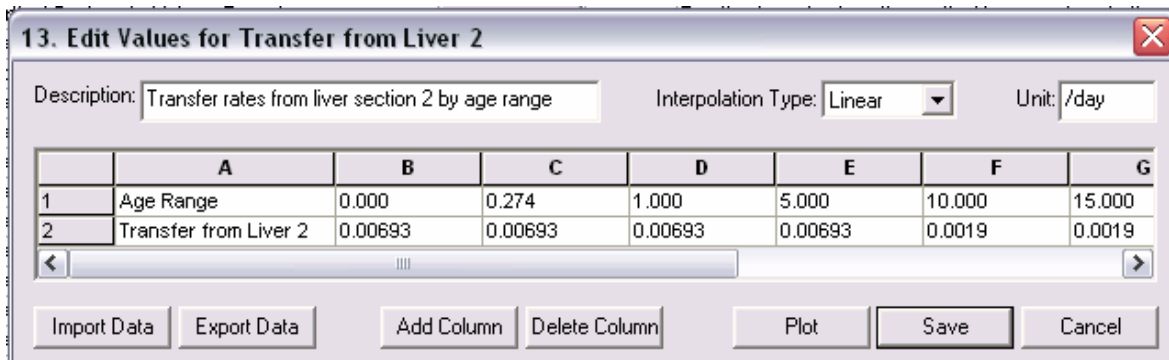 13. Edit Values for Transfer from Liver 2
Description: Transfer rates from liver section 2 by age range Interpolation Type: Linear Unit: /day
A B C D E F G
1 Age Range 0.000 0.274 1.000 5.000 10.000 15.000
2 Transfer from Liver 2 0.00693 0.00693 0.00693 0.00693 0.0019 0.0019
Import Data Export Data Add Column Delete Column Plot Save Cancel